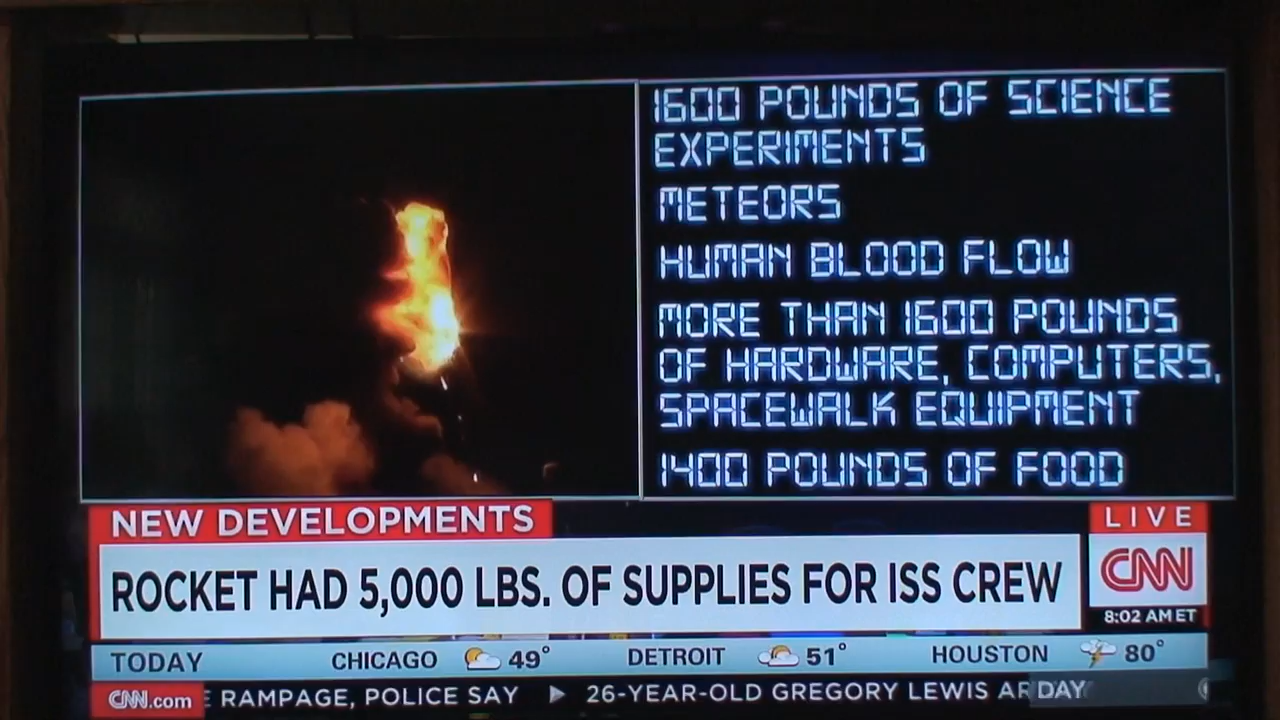 1600 POUNDS OF SCIENCE
EXPERIMENTS
METEORS
HUMAN BLOOD FLOW
MORE THAN 1600 POUNDS
OF HARDWARE, COMPUTERS,
SPACEWALK EQUIPMENT
1400 POUNDS OF FOOD
NEW DEVELOPMENTS
LIVE
ROCKET HAD 5,000 LBS. OF SUPPLIES FOR ISS CREW
CNN
8:02 AM ET
TODAY CHICAGO 49° DETROIT 51° HOUSTON 80°
CNN.com E RAMPAGE, POLICE SAY ▶ 26-YEAR-OLD GREGORY LEWIS AR DAY